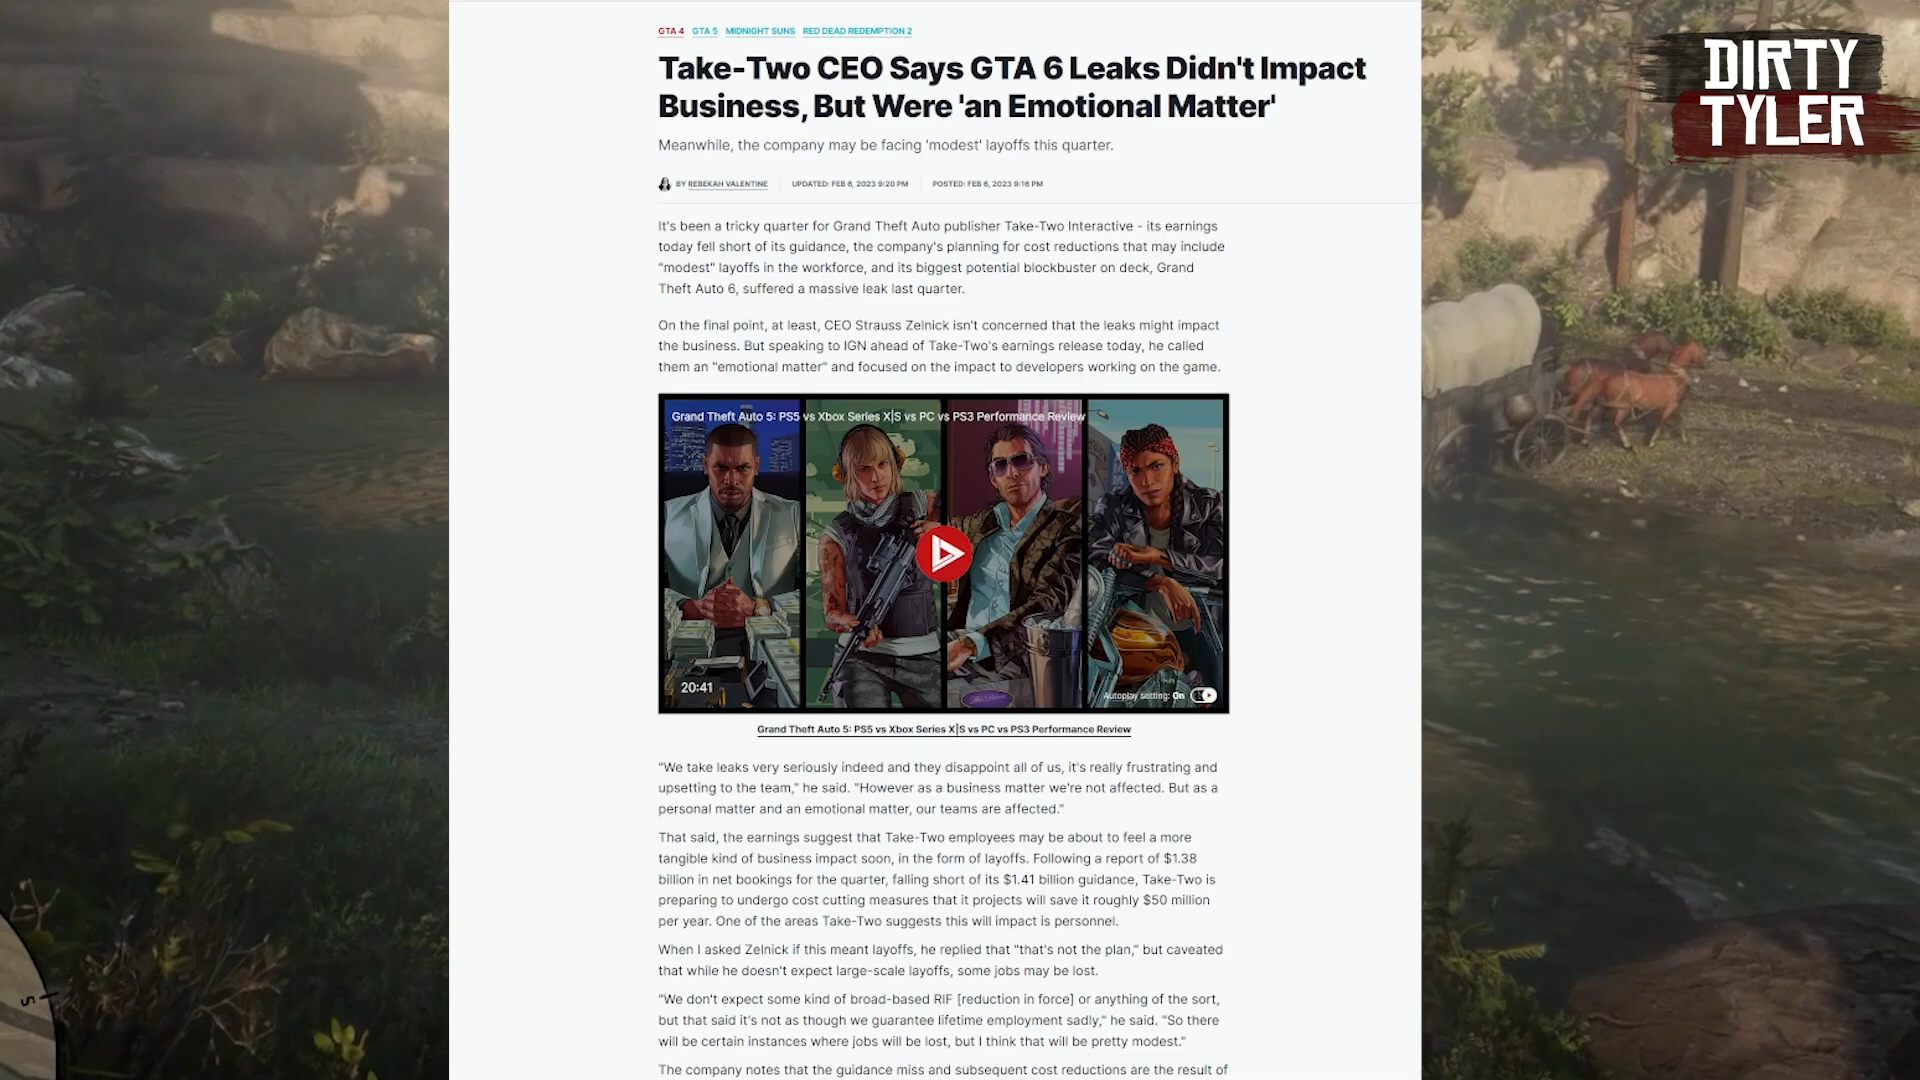 GTA 4 GTA 5 MIDNIGHT SUNS RED DEAD REDEMPTION 2
Take-Two CEO Says GTA 6 Leaks Didn't Impact
Business, But Were 'an Emotional Matter'
Meanwhile, the company may be facing 'modest' layoffs this quarter.
BY REBEKAH VALENTINE UPDATED: FEB 6, 2023 9:20 PM POSTED: FEB 6, 2023 9:16 PM
It's been a tricky quarter for Grand Theft Auto publisher Take-Two Interactive - its earnings
today fell short of its guidance, the company's planning for cost reductions that may include
"modest" layoffs in the workforce, and its biggest potential blockbuster on deck, Grand
Theft Auto 6, suffered a massive leak last quarter.
On the final point, at least, CEO Strauss Zelnick isn't concerned that the leaks might impact
the business. But speaking to IGN ahead of Take-Two's earnings release today, he called
them an "emotional matter" and focused on the impact to developers working on the game.
Grand Theft Auto 5: PS5 vs Xbox Series X|S vs PC vs PS3 Performance Review
20:41
Autoplay setting: On
Grand Theft Auto 5: PS5 vs Xbox Series X|S vs PC vs PS3 Performance Review
"We take leaks very seriously indeed and they disappoint all of us, it's really frustrating and
upsetting to the team," he said. "However as a business matter we're not affected. But as a
personal matter and an emotional matter, our teams are affected."
That said, the earnings suggest that Take-Two employees may be about to feel a more
tangible kind of business impact soon, in the form of layoffs. Following a report of $1.38
billion in net bookings for the quarter, falling short of its $1.41 billion guidance, Take-Two is
preparing to undergo cost cutting measures that it projects will save it roughly $50 million
per year. One of the areas Take-Two suggests this will impact is personnel.
When I asked Zelnick if this meant layoffs, he replied that "that's not the plan," but caveated
that while he doesn't expect large-scale layoffs, some jobs may be lost.
"We don't expect some kind of broad-based RIF [reduction in force] or anything of the sort,
but that said it's not as though we guarantee lifetime employment sadly," he said. "So there
will be certain instances where jobs will be lost, but I think that will be pretty modest."
The company notes that the guidance miss and subsequent cost reductions are the result of
DIRTY
TYLER
5